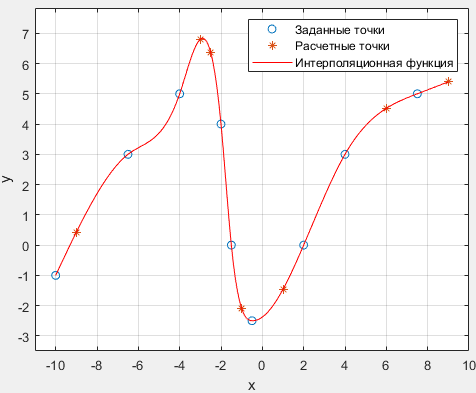 Заданные точки
Расчетные точки
Интерполяционная функция
7
6
5
4
3
2
1
0
-1
-2
-3
y
-10 -8 -6 -4 -2 0 2 4 6 8 10
x